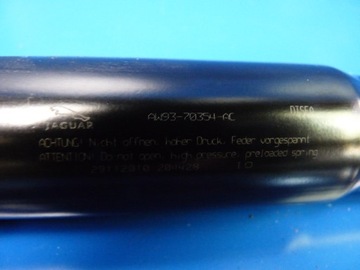 AW93-70354-AC
JAGUAR
ACHTUNG! Nicht öffnen, hoher Druck, Feder vorgespannt
ATTENTION! Do not open, high pressure, preloaded spring